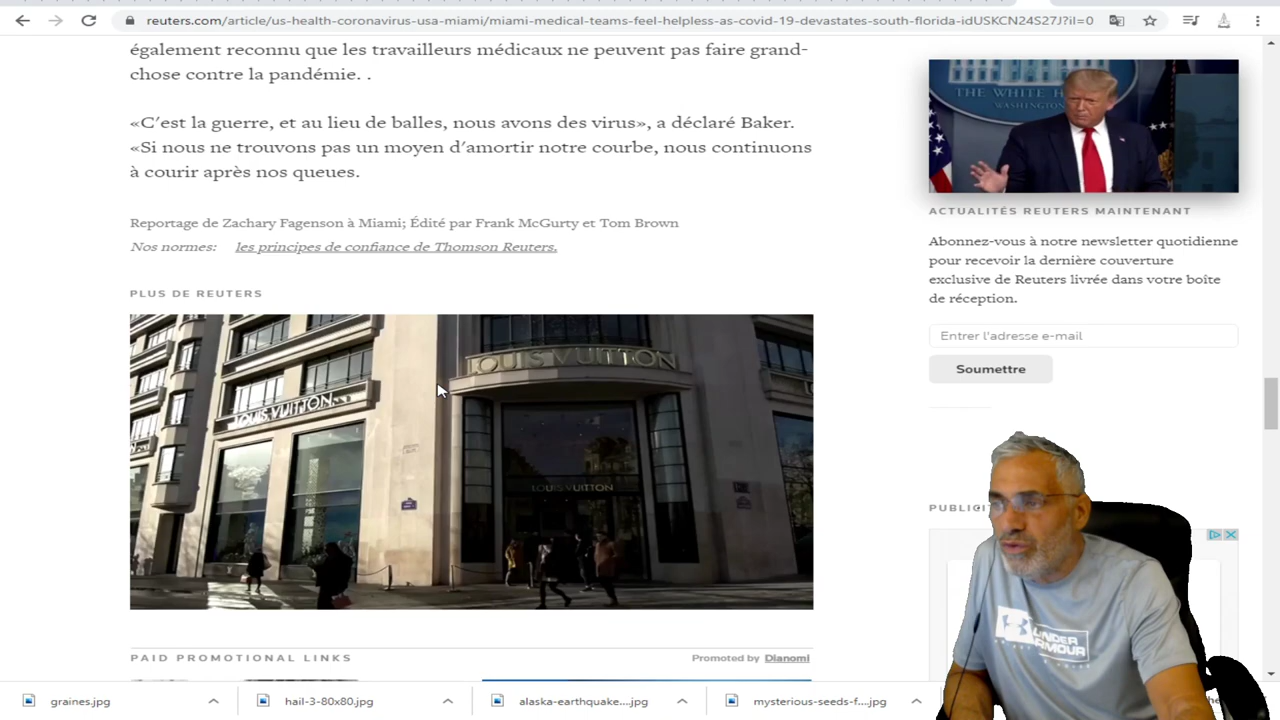 reuters.com/article/us-health-coronavirus-usa-miami/miami-medical-teams-feel-helpless-as-covid-19-devastates-south-florida-idUSKCN24S27J?il=0
également reconnu que les travailleurs médicaux ne peuvent pas faire grand-
chose contre la pandémie. .
«C'est la guerre, et au lieu de balles, nous avons des virus», a déclaré Baker.
«Si nous ne trouvons pas un moyen d'amortir notre courbe, nous continuons
à courir après nos queues.
Reportage de Zachary Fagenson à Miami; Édité par Frank McGurty et Tom Brown
Nos normes: les principes de confiance de Thomson Reuters.
PLUS DE REUTERS
LOUIS VUITTON
LOUIS VUITTON
LOUIS VUITTON
PAID PROMOTIONAL LINKS
Promoted by Dianomi
THE WHITE HOUSE
WASHINGTON
ACTUALITÉS REUTERS MAINTENANT
Abonnez-vous à notre newsletter quotidienne
pour recevoir la dernière couverture
exclusive de Reuters livrée dans votre boîte
de réception.
Entrer l'adresse e-mail
Soumettre
UNDER
ARMOUR
graines.jpg
hail-3-80x80.jpg
alaska-earthquake....jpg
mysterious-seeds-f....jpg